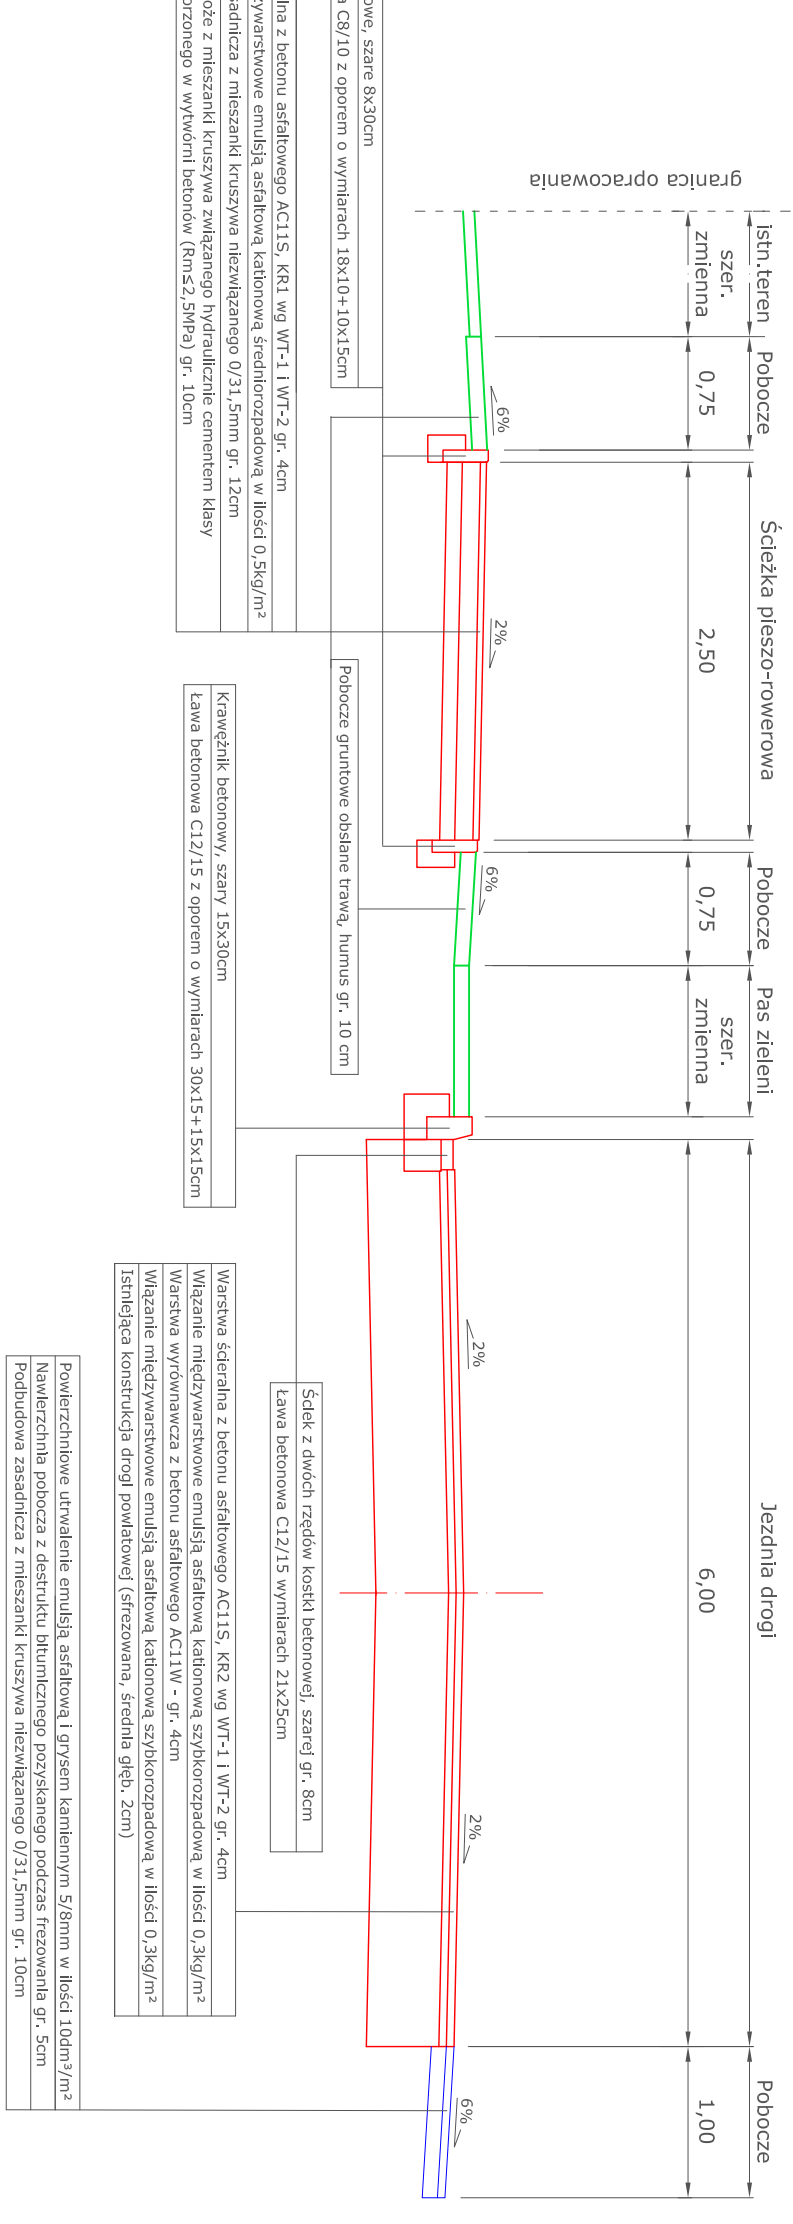 granica opracowania
istn.teren
Pobocze
Ścieżka pieszo-rowerowa
Pobocze
Pas zieleni
Jezdnia drogi
Pobocze
szer.
zmienna
0,75
2,50
0,75
szer.
zmienna
6,00
1,00
6%
2%
6%
2%
2%
6%
owe, szare 8x30cm
a C8/10 z oporem o wymiarach 18x10+10x15cm
lna z betonu asfaltowego AC11S, KR1 wg WT-1 i WT-2 gr. 4cm
zywarstwowe emulsją asfaltową kationową średniorozpadową w ilości 0,5kg/m²
sadnicza z mieszanki kruszywa niezwiązanego 0/31,5mm gr. 12cm
oże z mieszanki kruszywa związanego hydraulicznie cementem klasy
orzonego w wytwórni betonów (Rm≤2,5MPa) gr. 10cm
Pobocze gruntowe obsiane trawą, humus gr. 10 cm
Krawężnik betonowy, szary 15x30cm
Ława betonowa C12/15 z oporem o wymiarach 30x15+15x15cm
Ściek z dwóch rzędów kostki betonowej, szarej gr. 8cm
Ława betonowa C12/15 wymiarach 21x25cm
Warstwa ścieralna z betonu asfaltowego AC11S, KR2 wg WT-1 i WT-2 gr. 4cm
Wiązanie międzywarstwowe emulsją asfaltową kationową szybkorozpadową w ilości 0,3kg/m²
Warstwa wyrównawcza z betonu asfaltowego AC11W - gr. 4cm
Wiązanie międzywarstwowe emulsją asfaltową kationową szybkorozpadową w ilości 0,3kg/m²
Istniejąca konstrukcja drogi powiatowej (sfrezowana, średnia głęb. 2cm)
Powierzchniowe utrwalenie emulsją asfaltową i grysem kamiennym 5/8mm w ilości 10dm³/m²
Nawierzchnia pobocza z destruktu bitumicznego pozyskanego podczas frezowania gr. 5cm
Podbudowa zasadnicza z mieszanki kruszywa niezwiązanego 0/31,5mm gr. 10cm